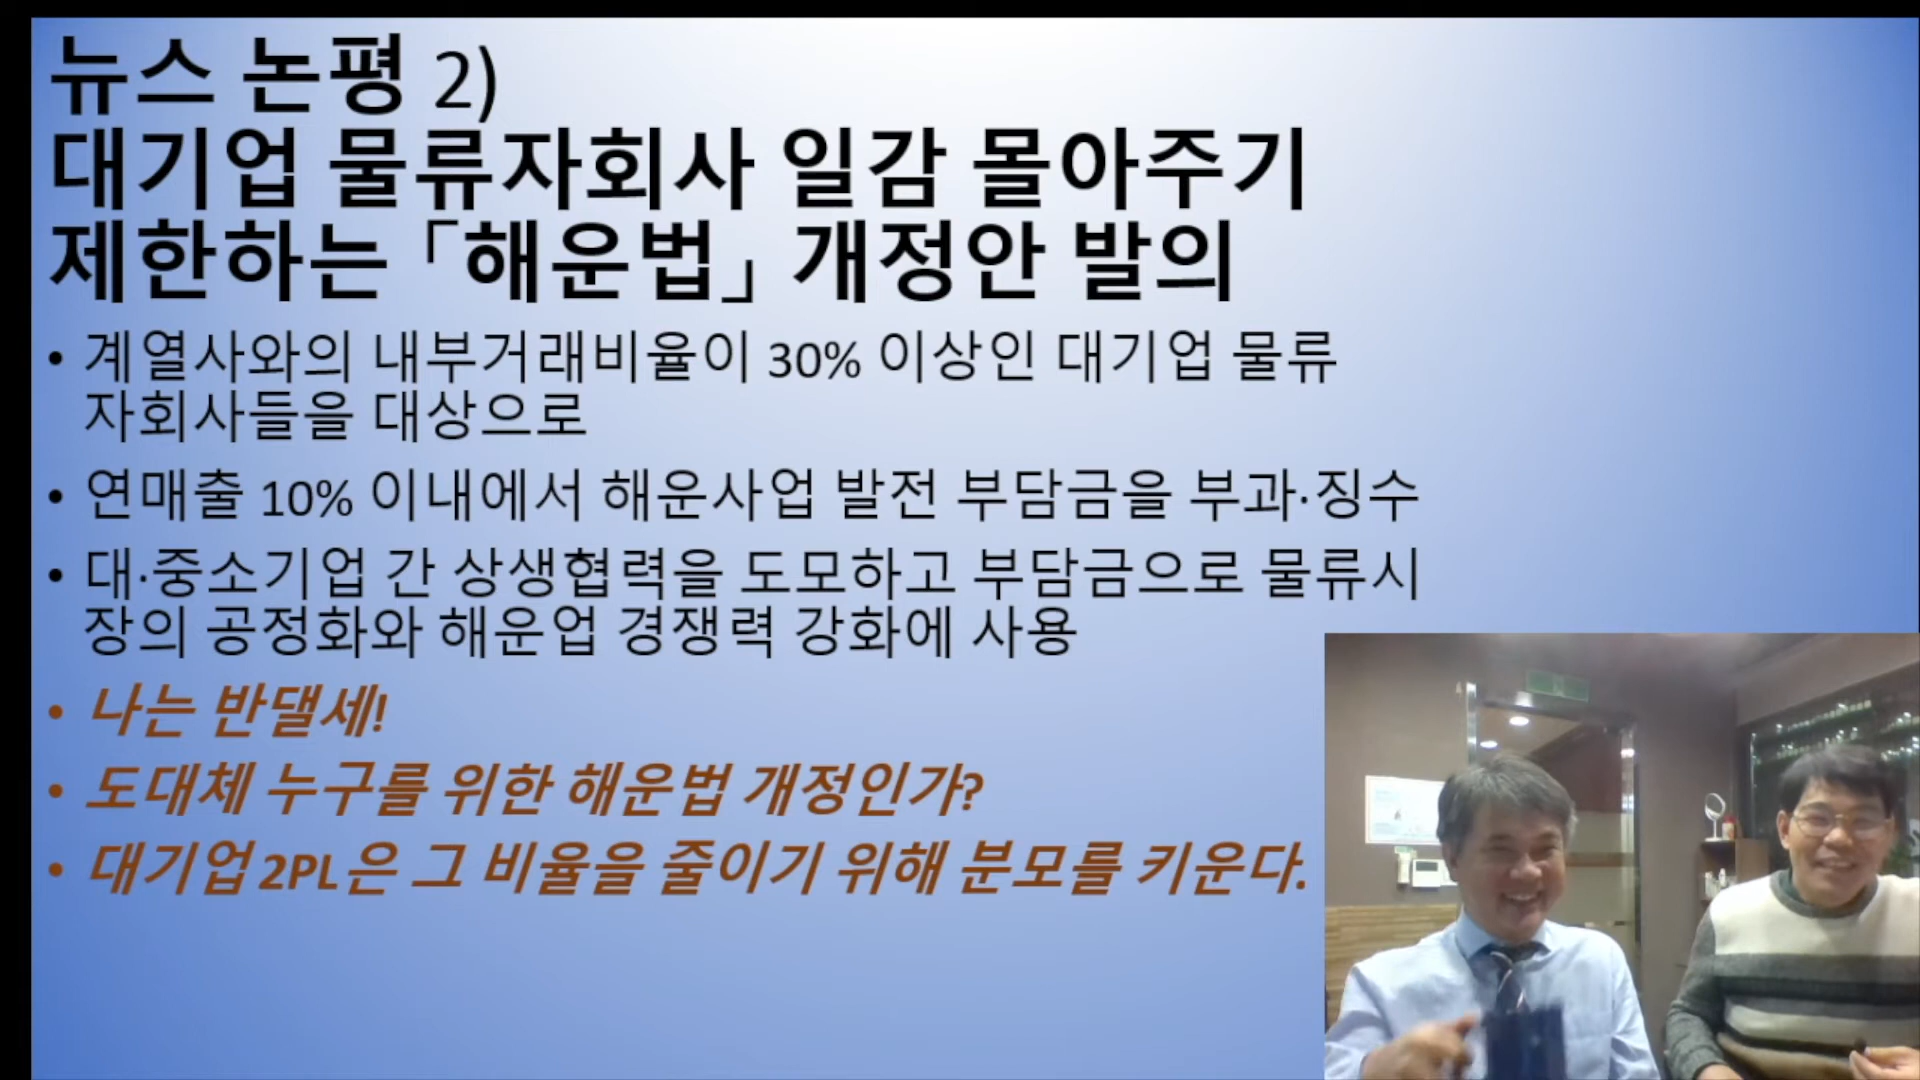 뉴스 논평 2)
대기업 물류자회사 일감 몰아주기
제한하는 「해운법」 개정안 발의
• 계열사와의 내부거래비율이 30% 이상인 대기업 물류
자회사들을 대상으로
• 연매출 10% 이내에서 해운사업 발전 부담금을 부과·징수
• 대·중소기업 간 상생협력을 도모하고 부담금으로 물류시
장의 공정화와 해운업 경쟁력 강화에 사용
• 나는 반댈세!
• 도대체 누구를 위한 해운법 개정인가?
• 대기업 2PL은 그 비율을 줄이기 위해 분모를 키운다.